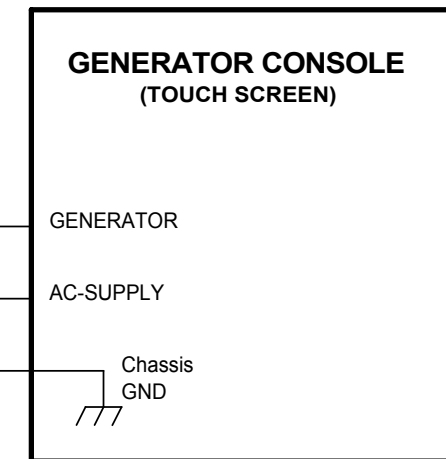 GENERATOR CONSOLE
(TOUCH SCREEN)
GENERATOR
AC-SUPPLY
Chassis
GND